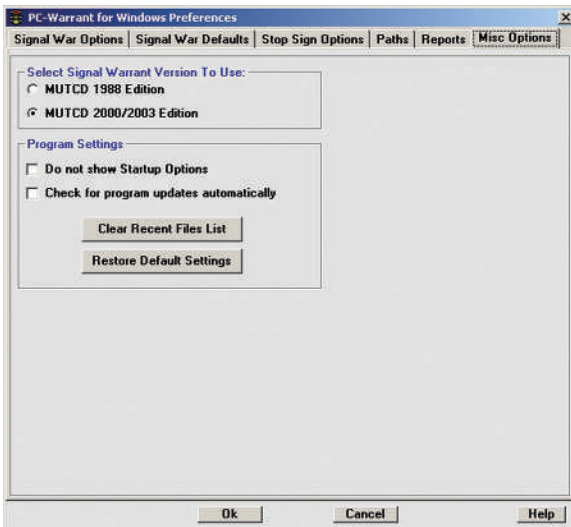 PC-Warrant for Windows Preferences
Signal War Options Signal War Defaults Stop Sign Options Paths Reports Misc Options
Select Signal Warrant Version To Use:
MUTCD 1988 Edition
MUTCD 2000/2003 Edition
Program Settings
Do not show Startup Options
Check for program updates automatically
Clear Recent Files List
Restore Default Settings
Ok Cancel Help